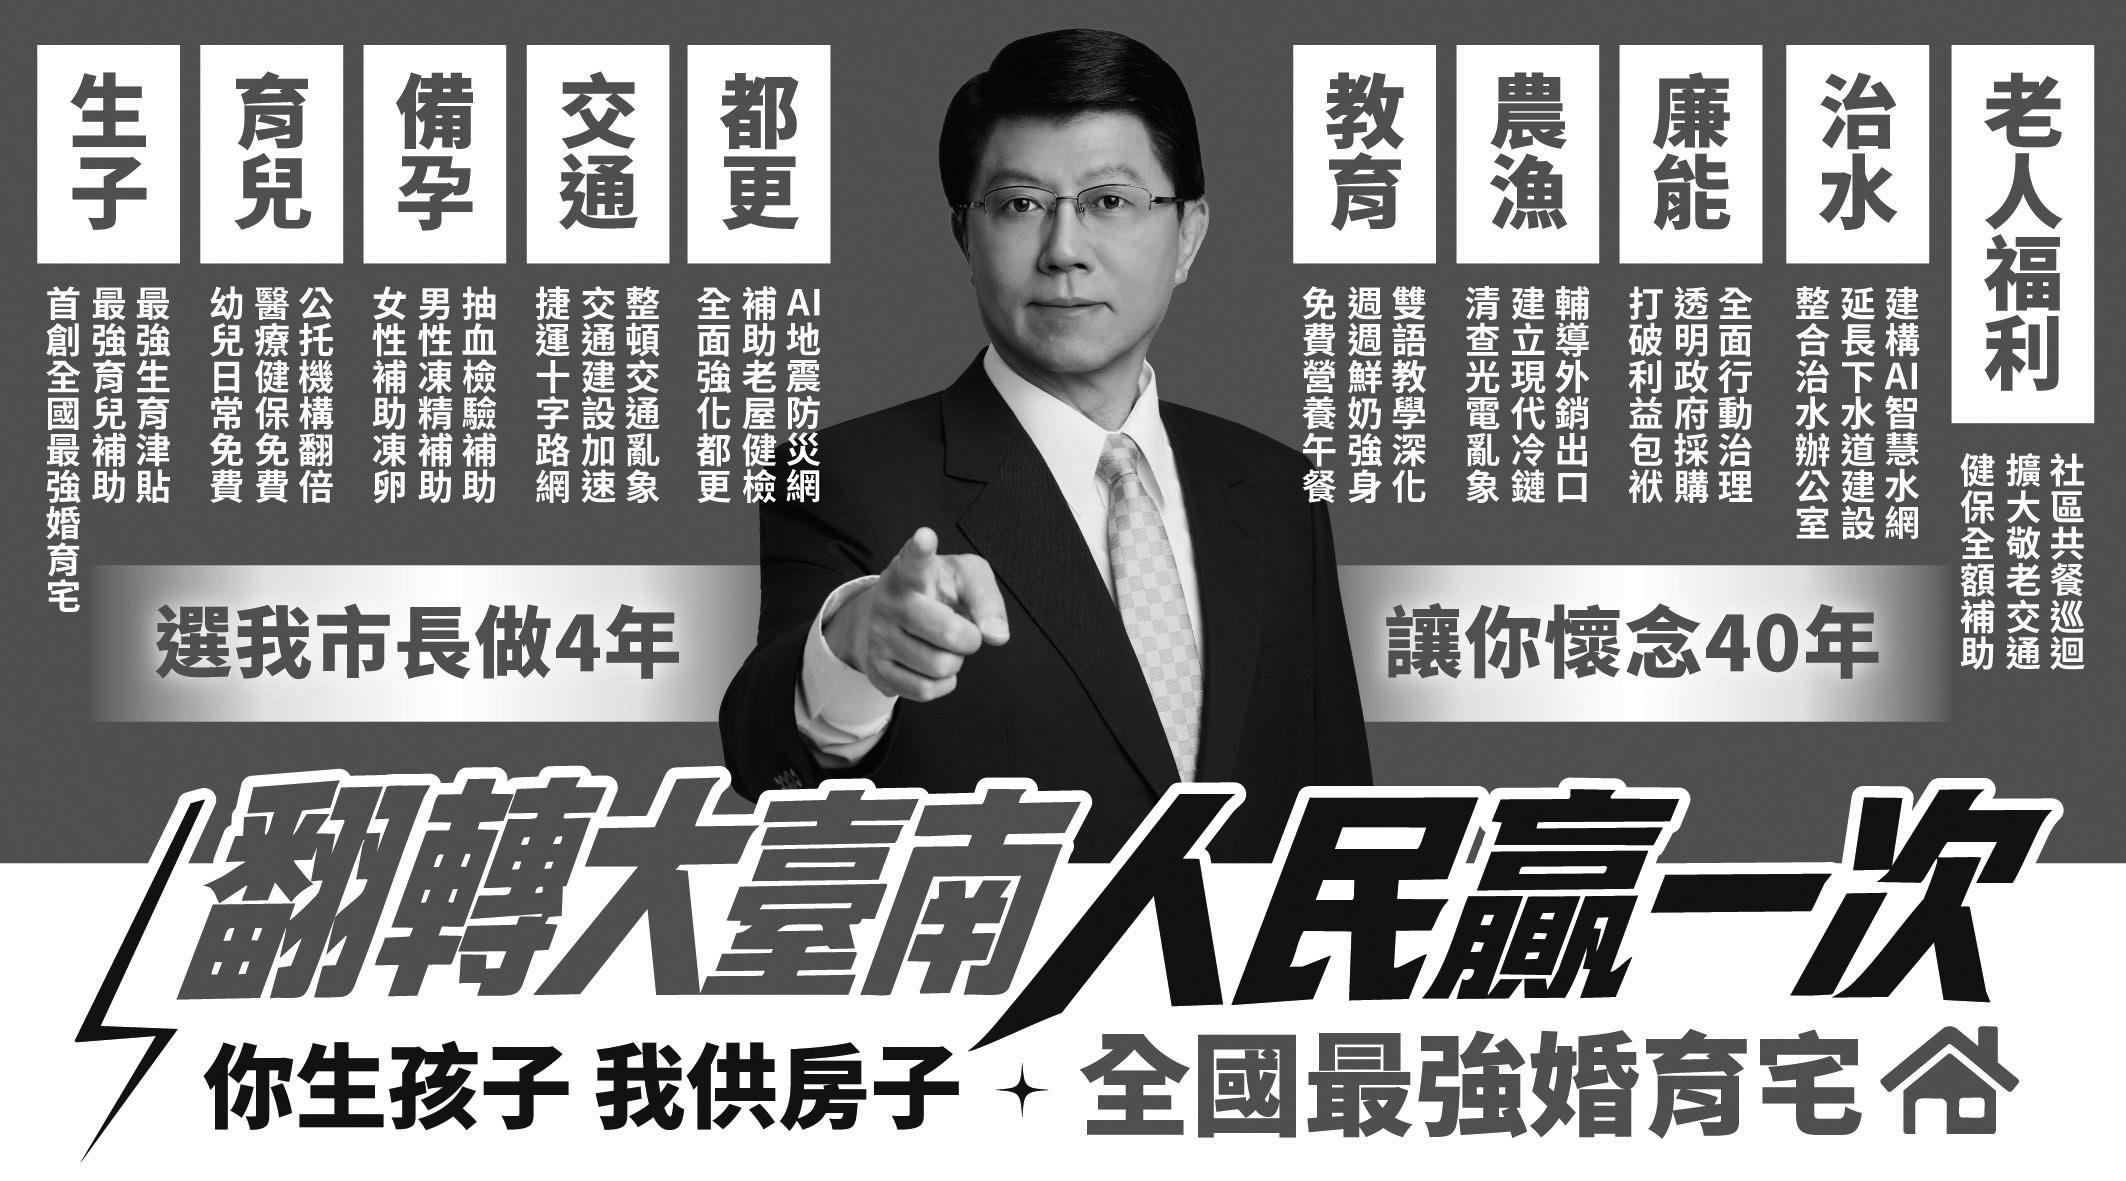 生子
最強生育津貼
最強育兒補助
首創全國最強婚育宅
育兒
公托機構翻倍
醫療健保免費
幼兒日常免費
備孕
抽血檢驗補助
男性凍精補助
女性補助凍卵
交通
整頓交通亂象
交通建設加速
捷運十字路網
都更
AI地震防災網
補助老屋健檢
全面強化都更
教育
雙語教學深化
週週鮮奶強身
免費營養午餐
農漁
輔導外銷出口
建立現代冷鏈
清查光電亂象
廉能
全面行動治理
透明政府採購
打破利益包袱
治水
建構AI智慧水網
延長下水道建設
整合治水辦公室
老人福利
社區共餐巡迴
擴大敬老交通
健保全額補助
選我市長做4年
讓你懷念40年
翻轉大臺南人民贏一次
你生孩子 我供房子
全國最強婚育宅